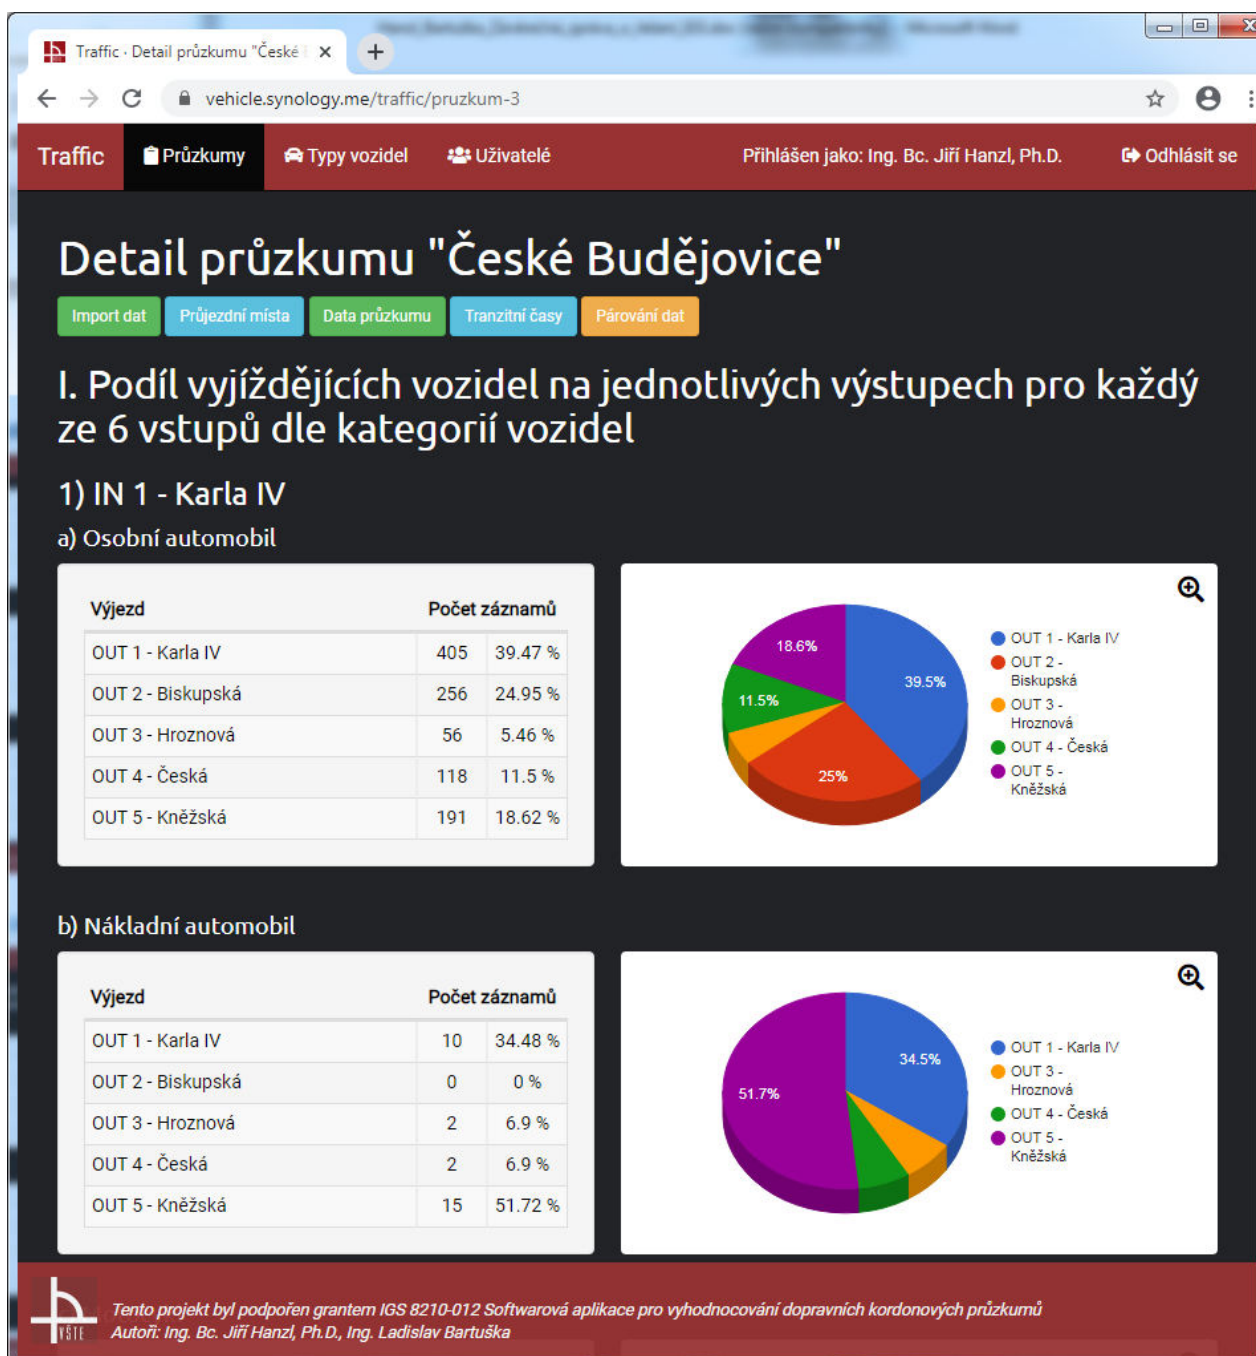 Traffic · Detail průzkumu "České
vehicle.synology.me/traffic/pruzkum-3
Traffic Průzkumy Typy vozidel Uživatelé Přihlášen jako: Ing. Bc. Jiří Hanzl, Ph.D. Odhlásit se
Detail průzkumu "České Budějovice"
Import dat Průjezdní místa Data průzkumu Tranzitní časy Párování dat
I. Podíl vyjíždějících vozidel na jednotlivých výstupech pro každý
ze 6 vstupů dle kategorií vozidel
1) IN 1 - Karla IV
a) Osobní automobil
Výjezd Počet záznamů
OUT 1 - Karla IV 405 39.47 %
OUT 2 - Biskupská 256 24.95 %
OUT 3 - Hroznová 56 5.46 %
OUT 4 - Česká 118 11.5 %
OUT 5 - Kněžská 191 18.62 %
18.6%
39.5%
11.5%
25%
OUT 1 - Karla IV
OUT 2 -
Biskupská
OUT 3 -
Hroznová
OUT 4 - Česká
OUT 5 -
Kněžská
b) Nákladní automobil
Výjezd Počet záznamů
OUT 1 - Karla IV 10 34.48 %
OUT 2 - Biskupská 0 0 %
OUT 3 - Hroznová 2 6.9 %
OUT 4 - Česká 2 6.9 %
OUT 5 - Kněžská 15 51.72 %
34.5%
51.7%
OUT 1 - Karla IV
OUT 3 -
Hroznová
OUT 4 - Česká
OUT 5 -
Kněžská
VŠTE
Tento projekt byl podpořen grantem IGS 8210-012 Softwarová aplikace pro vyhodnocování dopravních kordonových průzkumů
Autoři: Ing. Bc. Jiří Hanzl, Ph.D., Ing. Ladislav Bartuška